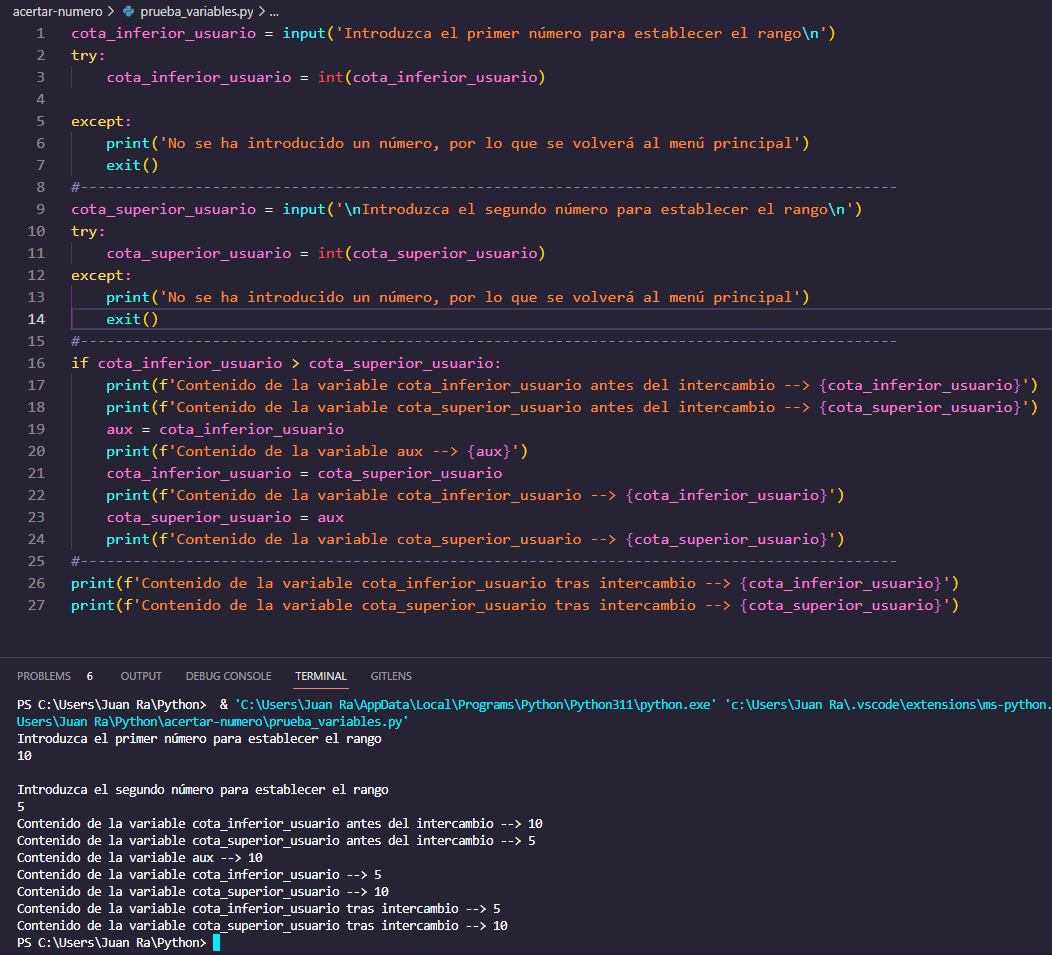 acertar-numero > prueba_variables.py > ...
1 cota_inferior_usuario = input('Introduzca el primer número para establecer el rango\n')
2 try:
3     cota_inferior_usuario = int(cota_inferior_usuario)
4
5 except:
6     print('No se ha introducido un número, por lo que se volverá al menú principal')
7     exit()
8 #---------------------------------------------------------------------------------------------
9 cota_superior_usuario = input('\nIntroduzca el segundo número para establecer el rango\n')
10 try:
11     cota_superior_usuario = int(cota_superior_usuario)
12 except:
13     print('No se ha introducido un número, por lo que se volverá al menú principal')
14     exit()
15 #---------------------------------------------------------------------------------------------
16 if cota_inferior_usuario > cota_superior_usuario:
17     print(f'Contenido de la variable cota_inferior_usuario antes del intercambio --> {cota_inferior_usuario}')
18     print(f'Contenido de la variable cota_superior_usuario antes del intercambio --> {cota_superior_usuario}')
19     aux = cota_inferior_usuario
20     print(f'Contenido de la variable aux --> {aux}')
21     cota_inferior_usuario = cota_superior_usuario
22     print(f'Contenido de la variable cota_inferior_usuario --> {cota_inferior_usuario}')
23     cota_superior_usuario = aux
24     print(f'Contenido de la variable cota_superior_usuario --> {cota_superior_usuario}')
25 #---------------------------------------------------------------------------------------------
26 print(f'Contenido de la variable cota_inferior_usuario tras intercambio --> {cota_inferior_usuario}')
27 print(f'Contenido de la variable cota_superior_usuario tras intercambio --> {cota_superior_usuario}')
PROBLEMS 6 OUTPUT DEBUG CONSOLE TERMINAL GITLENS
PS C:\Users\Juan Ra\Python>  & 'C:\Users\Juan Ra\AppData\Local\Programs\Python\Python311\python.exe' 'c:\Users\Juan Ra\.vscode\extensions\ms-python.
Users\Juan Ra\Python\acertar-numero\prueba_variables.py'
Introduzca el primer número para establecer el rango
10

Introduzca el segundo número para establecer el rango
5
Contenido de la variable cota_inferior_usuario antes del intercambio --> 10
Contenido de la variable cota_superior_usuario antes del intercambio --> 5
Contenido de la variable aux --> 10
Contenido de la variable cota_inferior_usuario --> 5
Contenido de la variable cota_superior_usuario --> 10
Contenido de la variable cota_inferior_usuario tras intercambio --> 5
Contenido de la variable cota_superior_usuario tras intercambio --> 10
PS C:\Users\Juan Ra\Python>